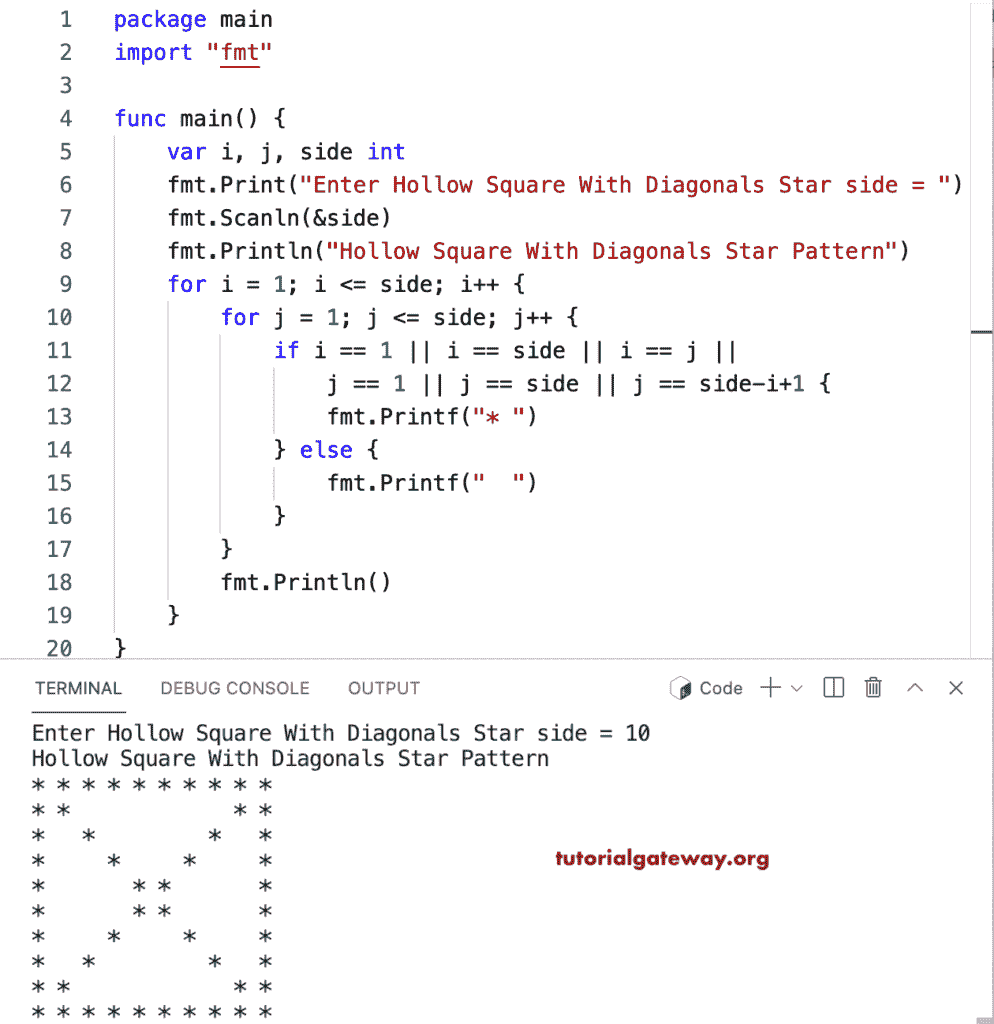 1 package main
2 import "fmt"
3
4 func main() {
5     var i, j, side int
6     fmt.Print("Enter Hollow Square With Diagonals Star side = ")
7     fmt.Scanln(&side)
8     fmt.Println("Hollow Square With Diagonals Star Pattern")
9     for i = 1; i <= side; i++ {
10         for j = 1; j <= side; j++ {
11             if i == 1 || i == side || i == j ||
12                 j == 1 || j == side || j == side-i+1 {
13                 fmt.Printf("* ")
14             } else {
15                 fmt.Printf("  ")
16             }
17         }
18         fmt.Println()
19     }
20 }
TERMINAL DEBUG CONSOLE OUTPUT Code
Enter Hollow Square With Diagonals Star side = 10
Hollow Square With Diagonals Star Pattern
* * * * * * * * * *
* *             * *
*   *         *   *
*     *     *     * tutorialgateway.org
*       * *       *
*       * *       *
*     *     *     *
*   *         *   *
* *             * *
* * * * * * * * * *